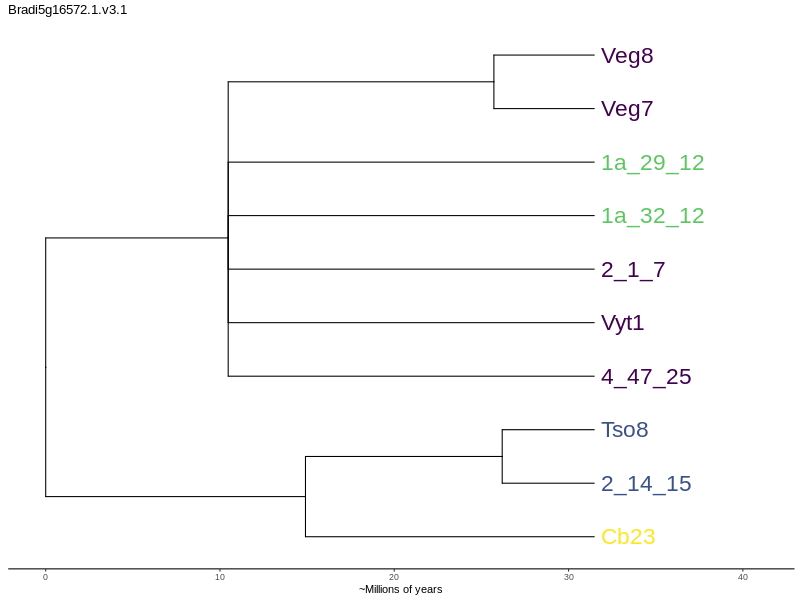 Bradi5g16572.1.v3.1
Veg8
Veg7
1a_29_12
1a_32_12
2_1_7
Vyt1
4_47_25
Tso8
2_14_15
Cb23
0 10 20 30 40
~Millions of years